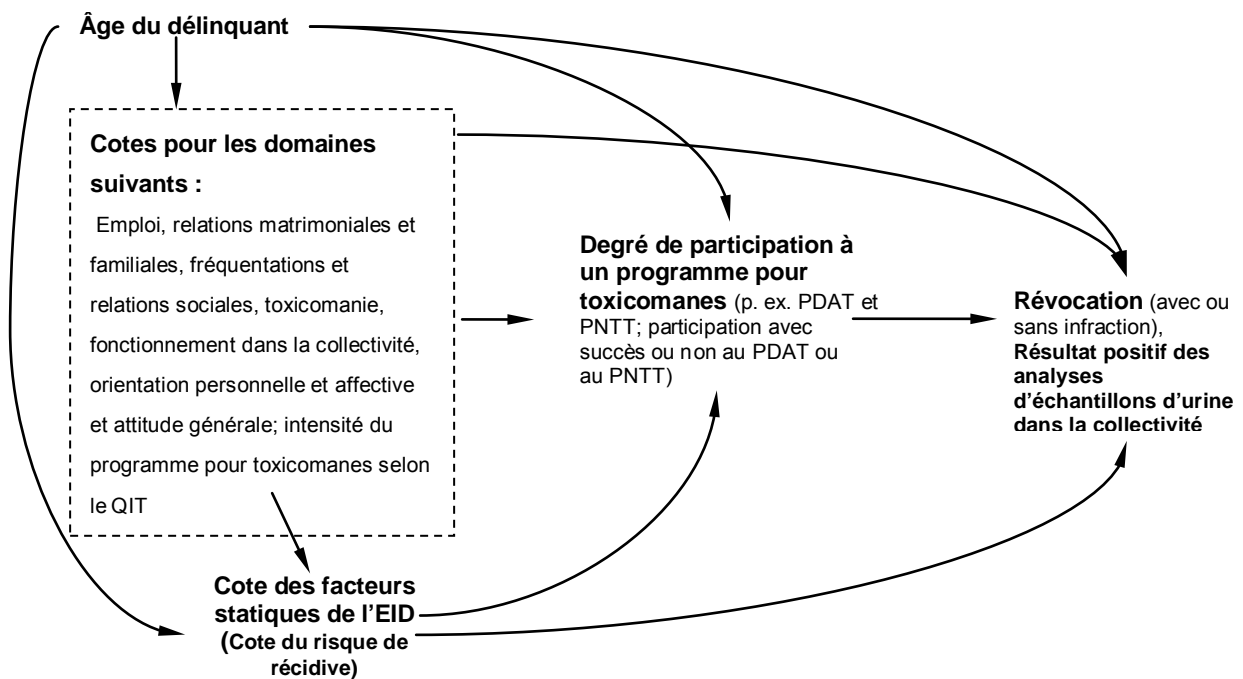 Âge du délinquant
Cotes pour les domaines
suivants :
Emploi, relations matrimoniales et
familiales, fréquentations et
relations sociales, toxicomanie,
fonctionnement dans la collectivité,
orientation personnelle et affective
et attitude générale; intensité du
programme pour toxicomanes selon
le QIT
Cote des facteurs
statiques de l'EID
(Cote du risque de
récidive)
Degré de participation à
un programme pour
toxicomanes (p. ex. PDAT et
PNTT; participation avec
succès ou non au PDAT ou
au PNTT)
Révocation (avec ou
sans infraction),
Résultat positif des
analyses
d'échantillons d'urine
dans la collectivité